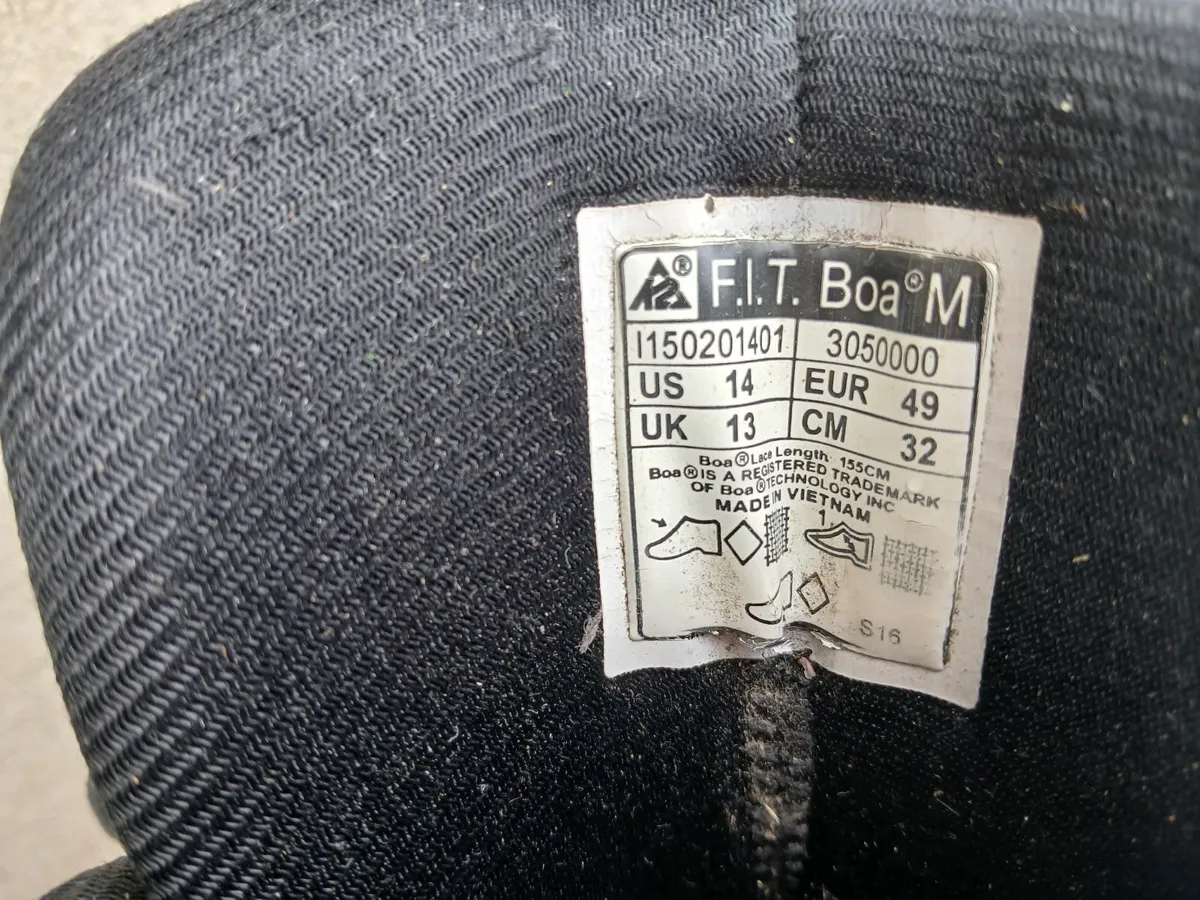 K2® F.I.T. Boa® M
I150201401 3050000
US 14 EUR 49
UK 13 CM 32
Boa® Lace Length: 155CM
Boa® IS A REGISTERED TRADEMARK
OF Boa® TECHNOLOGY INC
MADE IN VIETNAM
1
S16